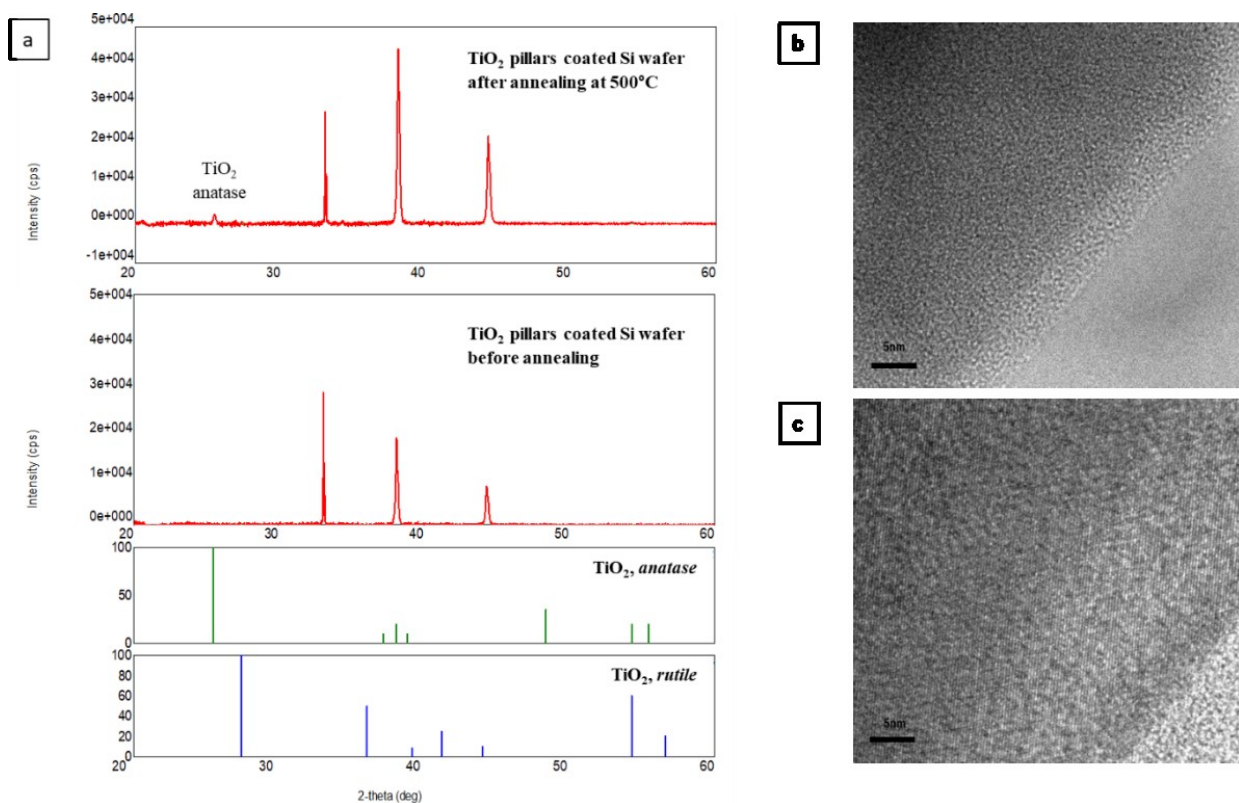 a
5e+004
4e+004
3e+004
2e+004
1e+004
0e+000
-1e+004
Intensity (cps)
TiO₂ pillars coated Si wafer
after annealing at 500°C
TiO₂
anatase
20 30 40 50 60
5e+004
4e+004
3e+004
2e+004
1e+004
0e+000
Intensity (cps)
TiO₂ pillars coated Si wafer
before annealing
20 30 40 50 60
100
50
0
TiO₂, anatase
100
80
60
40
20
0
TiO₂, rutile
20 30 40 50 60
2-theta (deg)
b
5nm
c
5nm